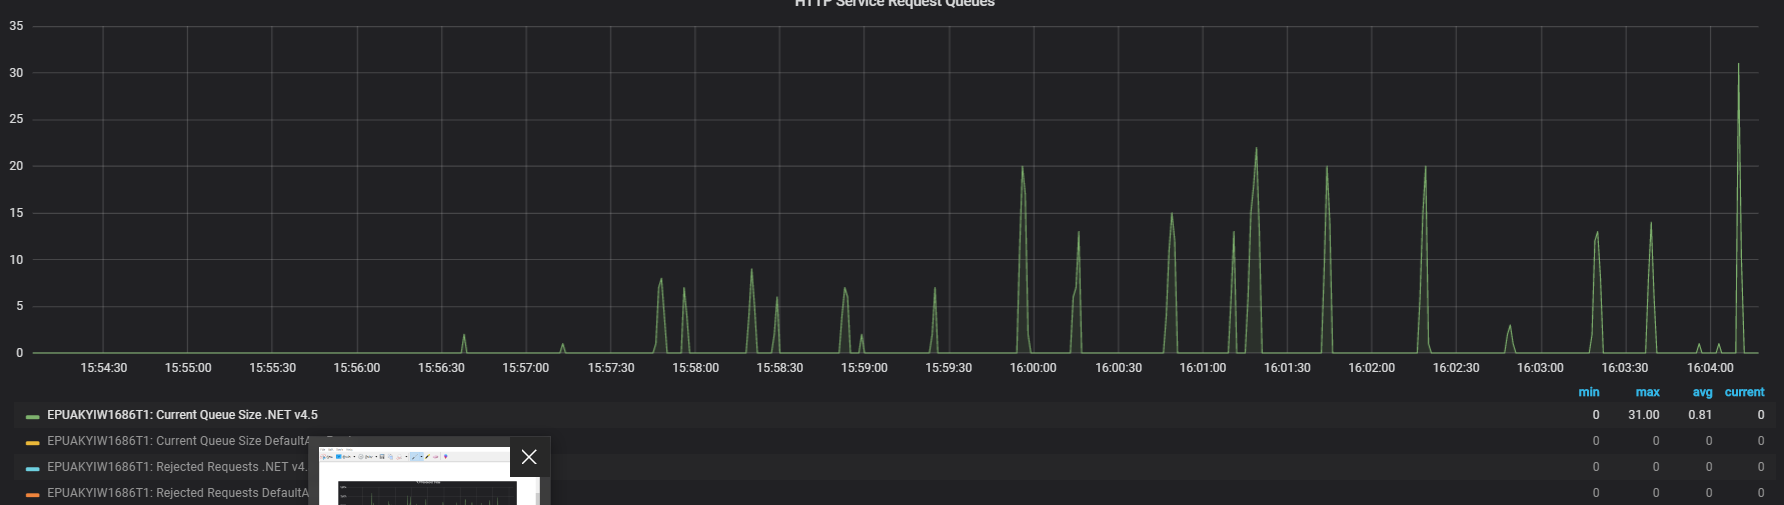 HTTP Service Request Queues
35
30
25
20
15
10
5
0
15:54:30 15:55:00 15:55:30 15:56:00 15:56:30 15:57:00 15:57:30 15:58:00 15:58:30 15:59:00 15:59:30 16:00:00 16:00:30 16:01:00 16:01:30 16:02:00 16:02:30 16:03:00 16:03:30 16:04:00
min max avg current
EPUAKYIW1686T1: Current Queue Size .NET v4.5 0 31.00 0.81 0
EPUAKYIW1686T1: Current Queue Size DefaultA 0 0 0 0
EPUAKYIW1686T1: Rejected Requests .NET v4. 0 0 0 0
EPUAKYIW1686T1: Rejected Requests DefaultA 0 0 0 0